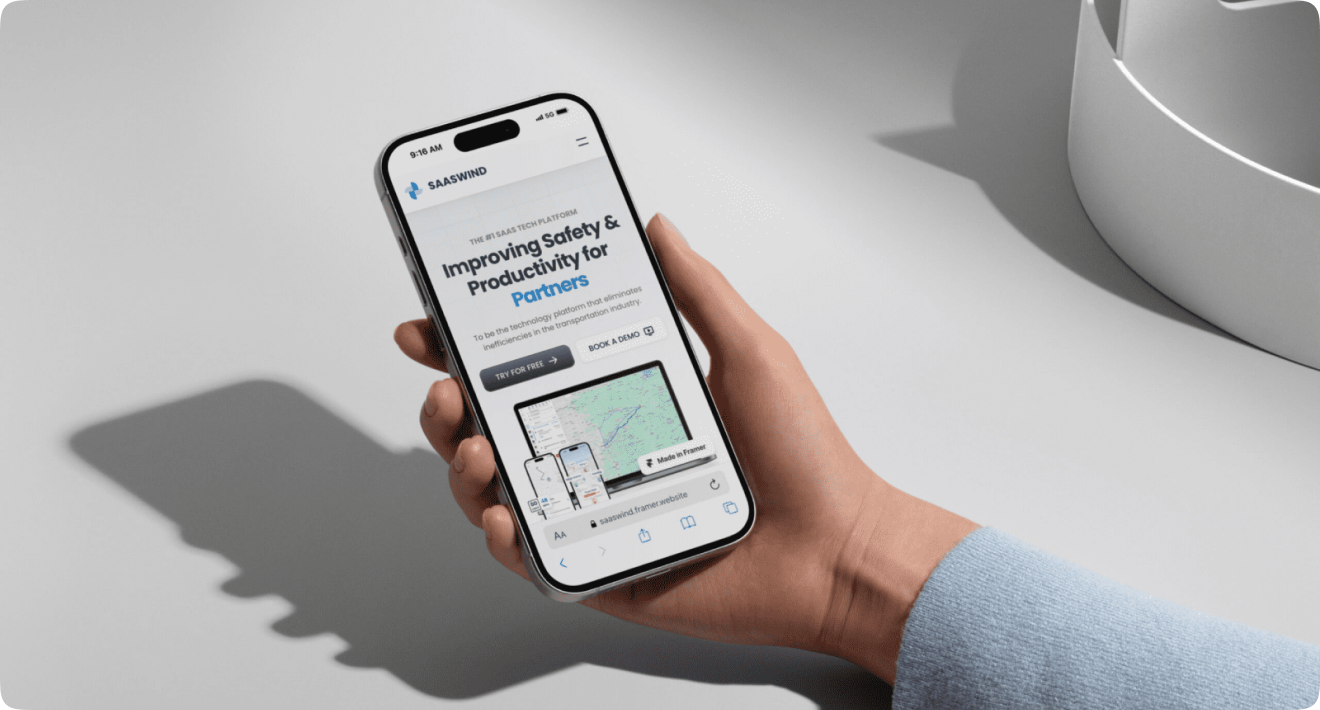 9:16 AM
5G
SAASWIND
THE #1 SAAS TECH PLATFORM
Improving Safety &
Productivity for
Partners
To be the technology platform that eliminates
inefficiencies in the transportation industry.
TRY FOR FREE
BOOK A DEMO
Made in Framer
AA
saaswind.framer.website